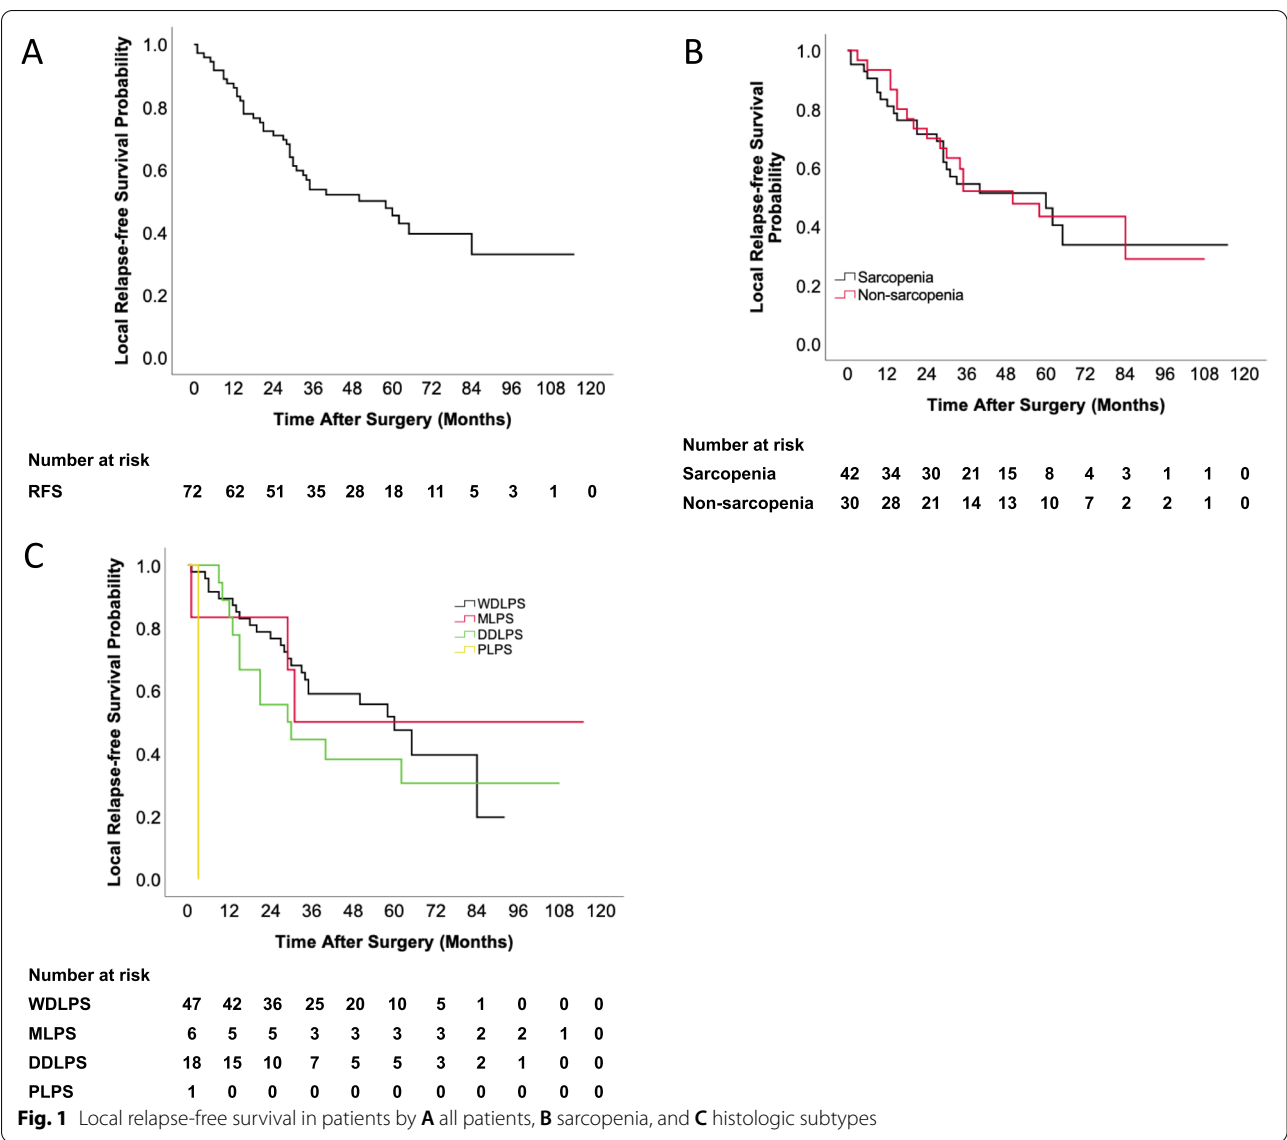 A
Local Relapse-free Survival Probability
1.0
0.8
0.6
0.4
0.2
0.0
0 12 24 36 48 60 72 84 96 108 120
Time After Surgery (Months)
Number at risk
RFS 72 62 51 35 28 18 11 5 3 1 0
B
Local Relapse-free Survival
Probability
1.0
0.8
0.6
0.4
0.2
0.0
Sarcopenia
Non-sarcopenia
0 12 24 36 48 60 72 84 96 108 120
Time After Surgery (Months)
Number at risk
Sarcopenia 42 34 30 21 15 8 4 3 1 1 0
Non-sarcopenia 30 28 21 14 13 10 7 2 2 1 0
C
Local Relapse-free Survival Probability
1.0
0.8
0.6
0.4
0.2
0.0
WDLPS
MLPS
DDLPS
PLPS
0 12 24 36 48 60 72 84 96 108 120
Time After Surgery (Months)
Number at risk
WDLPS 47 42 36 25 20 10 5 1 0 0 0
MLPS 6 5 5 3 3 3 3 2 2 1 0
DDLPS 18 15 10 7 5 5 3 2 1 0 0
PLPS 1 0 0 0 0 0 0 0 0 0 0
Fig. 1 Local relapse-free survival in patients by A all patients, B sarcopenia, and C histologic subtypes